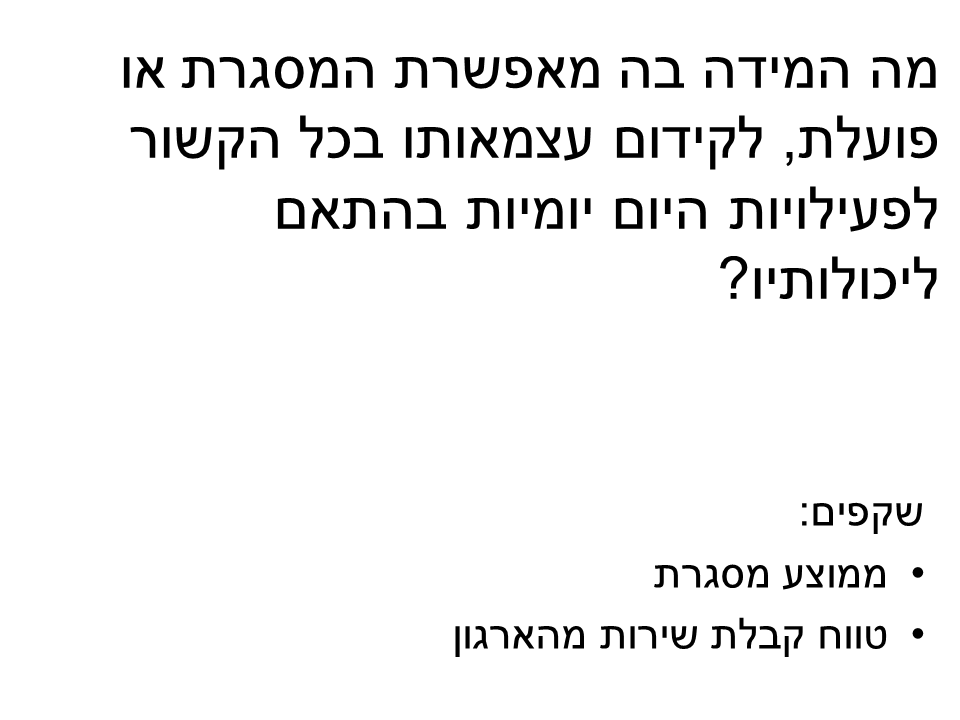 מה המידה בה מאפשרת המסגרת או
פועלת, לקידום עצמאותו בכל הקשור
לפעילויות היום יומיות בהתאם
ליכולותיו?
שקפים:
• ממוצע מסגרת
• טווח קבלת שירות מהארגון